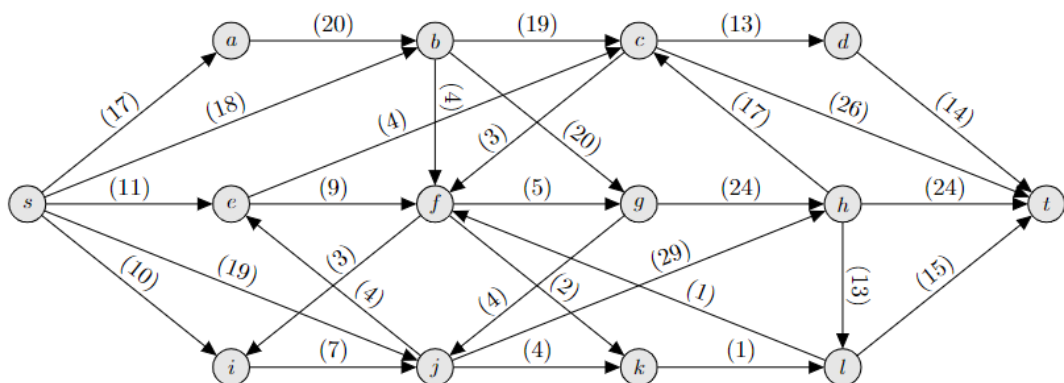 (20) (19) (13)
a b c d
(17) (18) (4) (4) (3) (20) (17) (26) (14)
(11) (9) (5) (24) (24)
s e f g h t
(10) (19) (3) (4) (2) (4) (29) (1) (13) (15)
(7) (4) (1)
i j k l